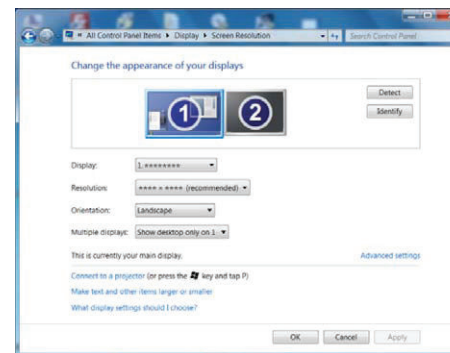 All Control Panel Items ▸ Display ▸ Screen Resolution
Search Control Panel
Change the appearance of your displays
1
2
Detect
Identify
Display: 1.********
Resolution: **** × **** (recommended)
Orientation: Landscape
Multiple displays: Show desktop only on 1
This is currently your main display.
Advanced settings
Connect to a projector (or press the key and tap P)
Make text and other items larger or smaller
What display settings should I choose?
OK
Cancel
Apply